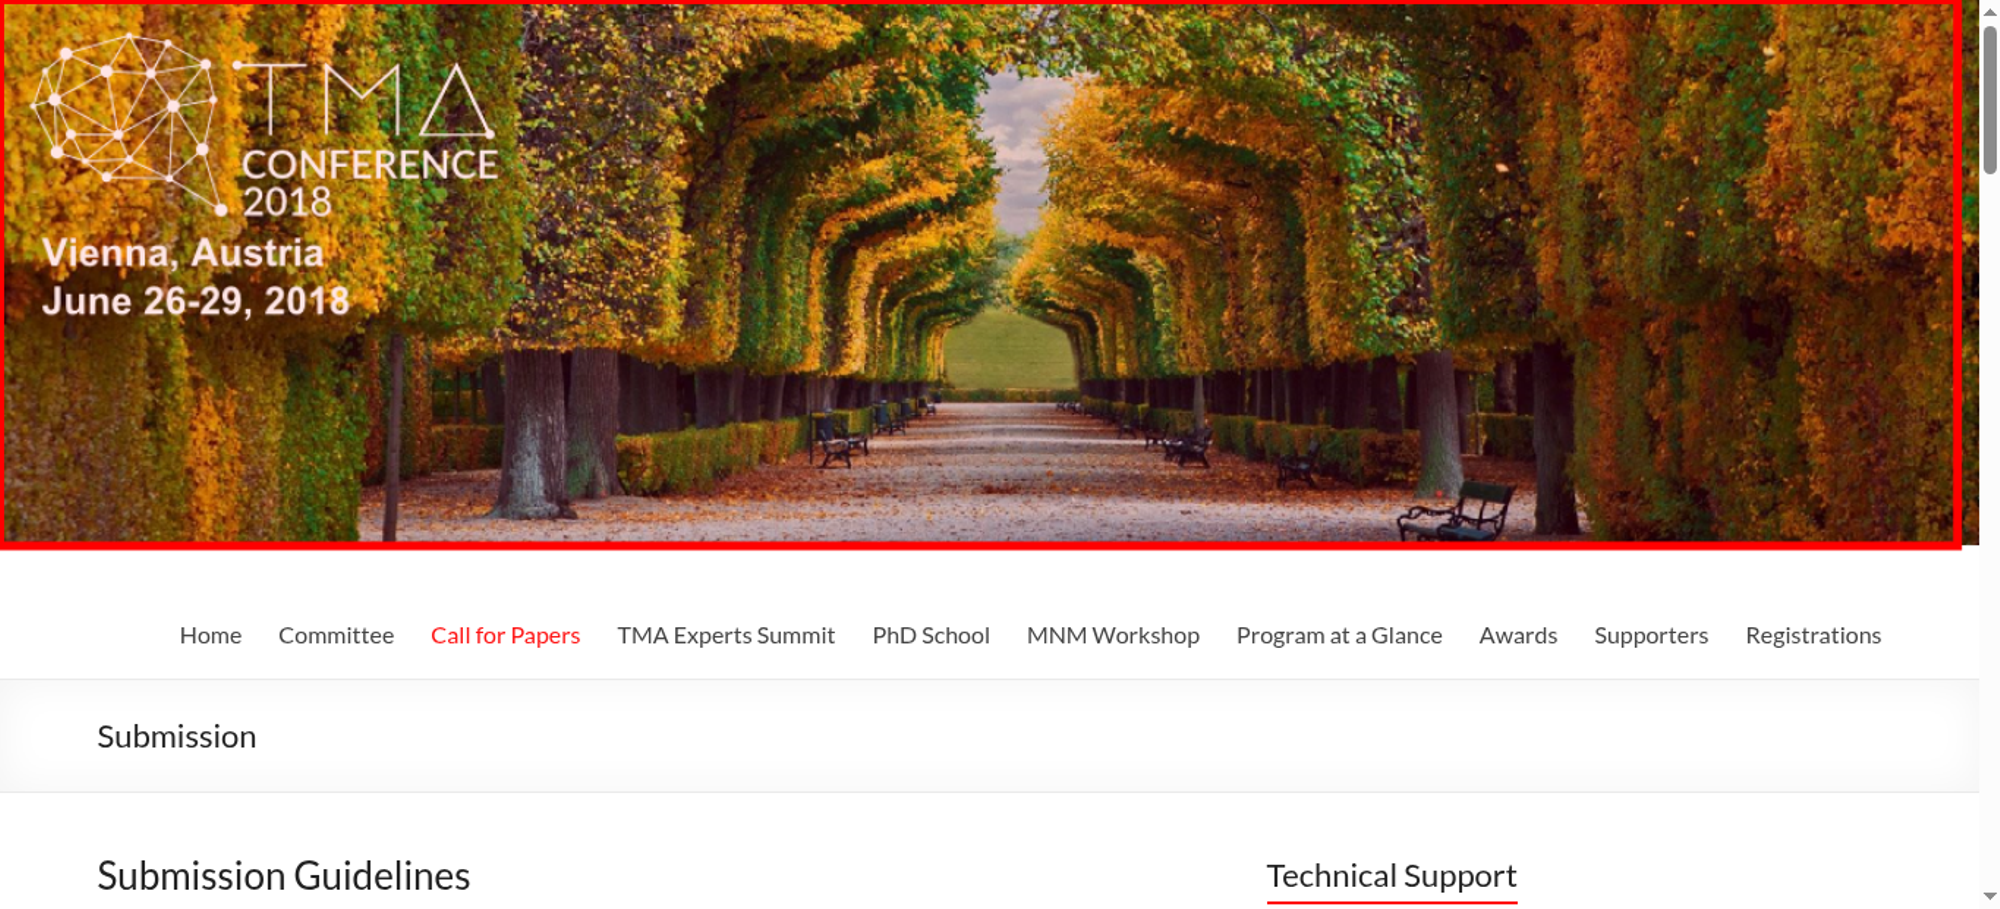 TMA
CONFERENCE
2018
Vienna, Austria
June 26-29, 2018
Home Committee Call for Papers TMA Experts Summit PhD School MNM Workshop Program at a Glance Awards Supporters Registrations
Submission
Submission Guidelines
Technical Support